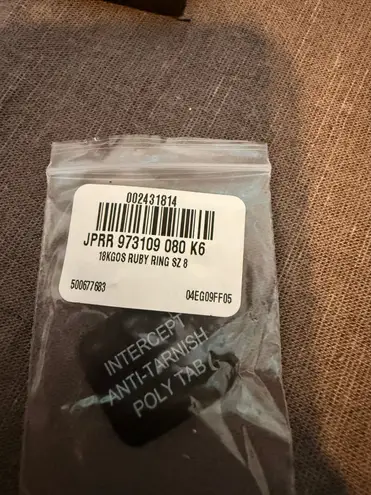 002431814
JPRR 973109 080 K6
18KGOS RUBY RING SZ 8
500677683
04EG09FF05
INTERCEPT
ANTI-TARNISH
POLY TAB